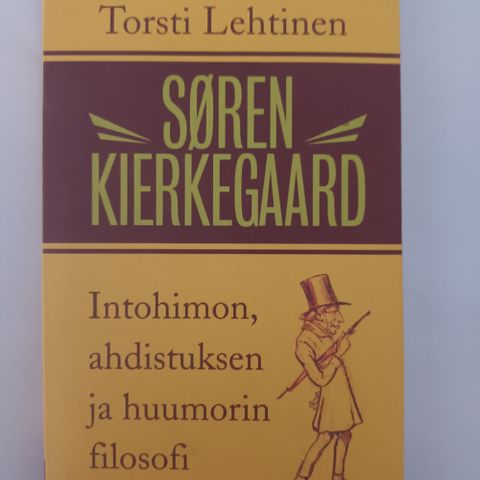 Torsti Lehtinen
SØREN
KIERKEGAARD
Intohimon,
ahdistuksen
ja huumorin
filosofi